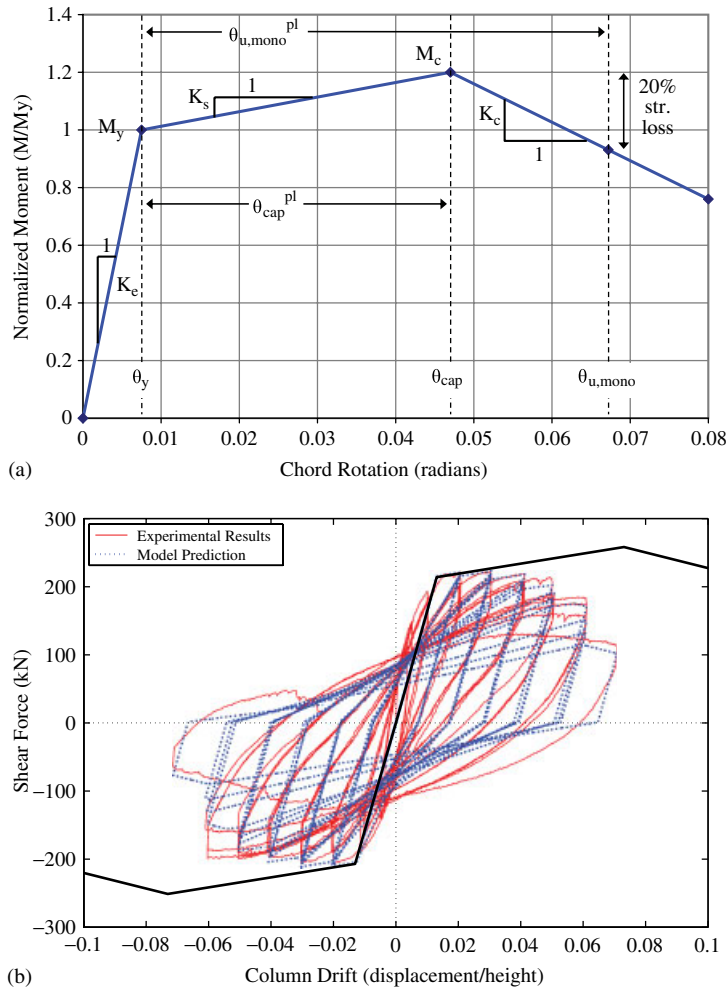 1.4
1.2
1
0.8
0.6
0.4
0.2
0
Normalized Moment (M/My)
θu,mono^pl
Mc
Ks
1
My
Kc
1
20%
str.
loss
θcap^pl
1
Ke
θy
θcap
θu,mono
0 0.01 0.02 0.03 0.04 0.05 0.06 0.07 0.08
(a)
Chord Rotation (radians)
300
200
100
0
−100
−200
−300
Shear Force (kN)
Experimental Results
Model Prediction
−0.1 −0.08 −0.06 −0.04 −0.02 0 0.02 0.04 0.06 0.08 0.1
(b)
Column Drift (displacement/height)